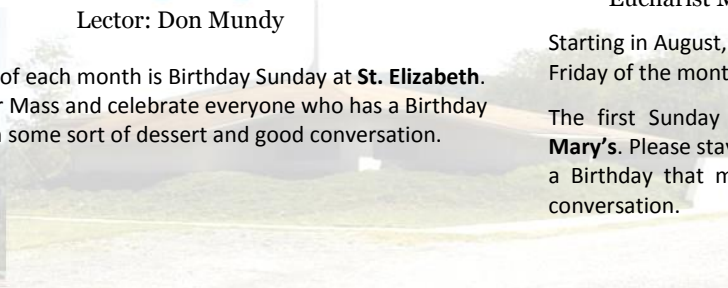 Lector: Don Mundy
of each month is Birthday Sunday at St. Elizabeth.
Mass and celebrate everyone who has a Birthday
some sort of dessert and good conversation.
Eucharist
Starting in August,
Friday of the
The first Sunday
Mary’s. Please
a Birthday that
conversation.